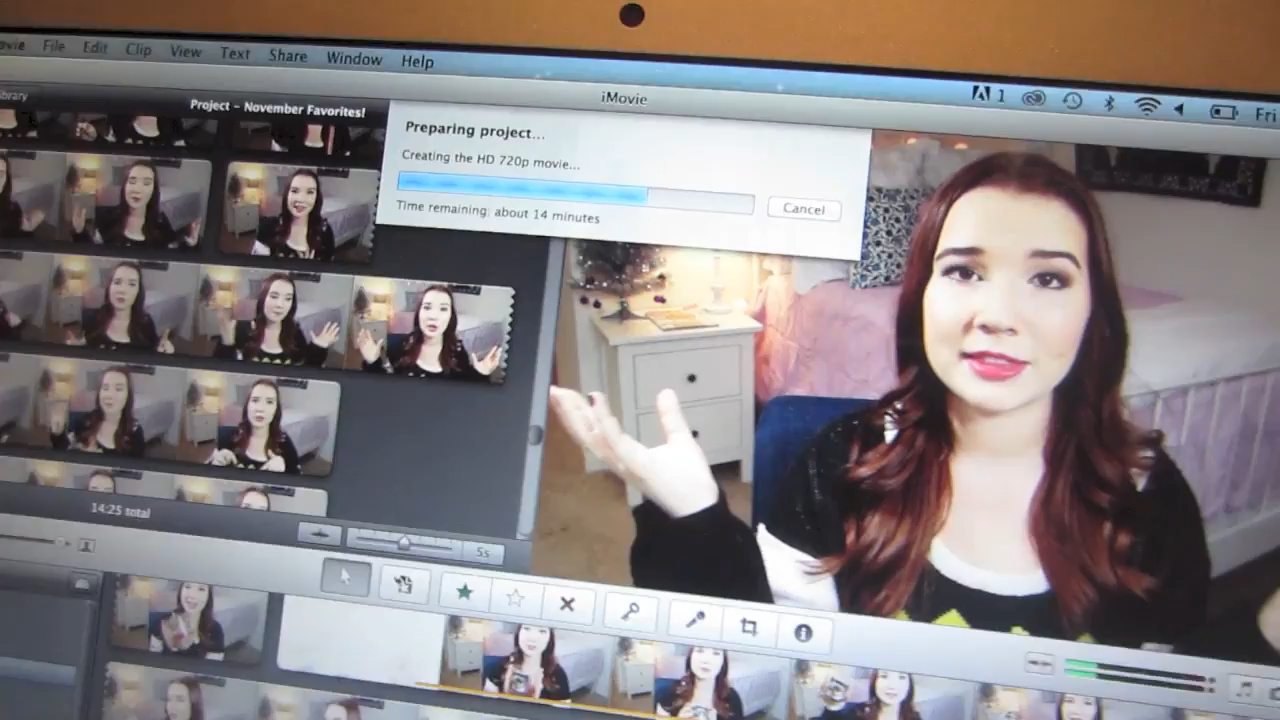 File Edit Clip View Text Share Window Help
1 Fri
iMovie
Project - November Favorites!
Preparing project...
Creating the HD 720p movie...
Time remaining: about 14 minutes
Cancel
14:25 total
5s